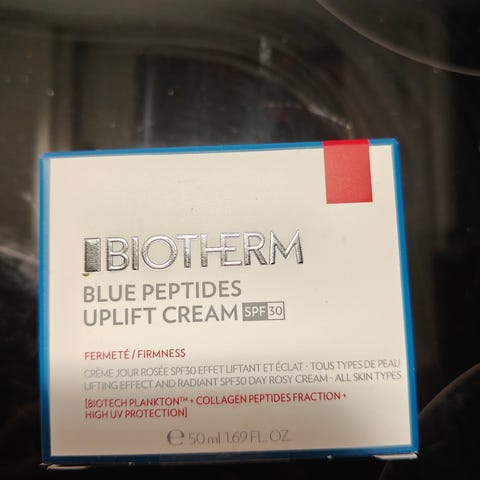 BIOTHERM
BLUE PEPTIDES
UPLIFT CREAM SPF 30
FERMETÉ / FIRMNESS
CRÈME JOUR ROSÉE SPF30 EFFET LIFTANT ET ÉCLAT - TOUS TYPES DE PEAU
LIFTING EFFECT AND RADIANT SPF30 DAY ROSY CREAM - ALL SKIN TYPES
[BIOTECH PLANKTON™ + COLLAGEN PEPTIDES FRACTION +
HIGH UV PROTECTION]
℮ 50 ml 1.69 FL. OZ.